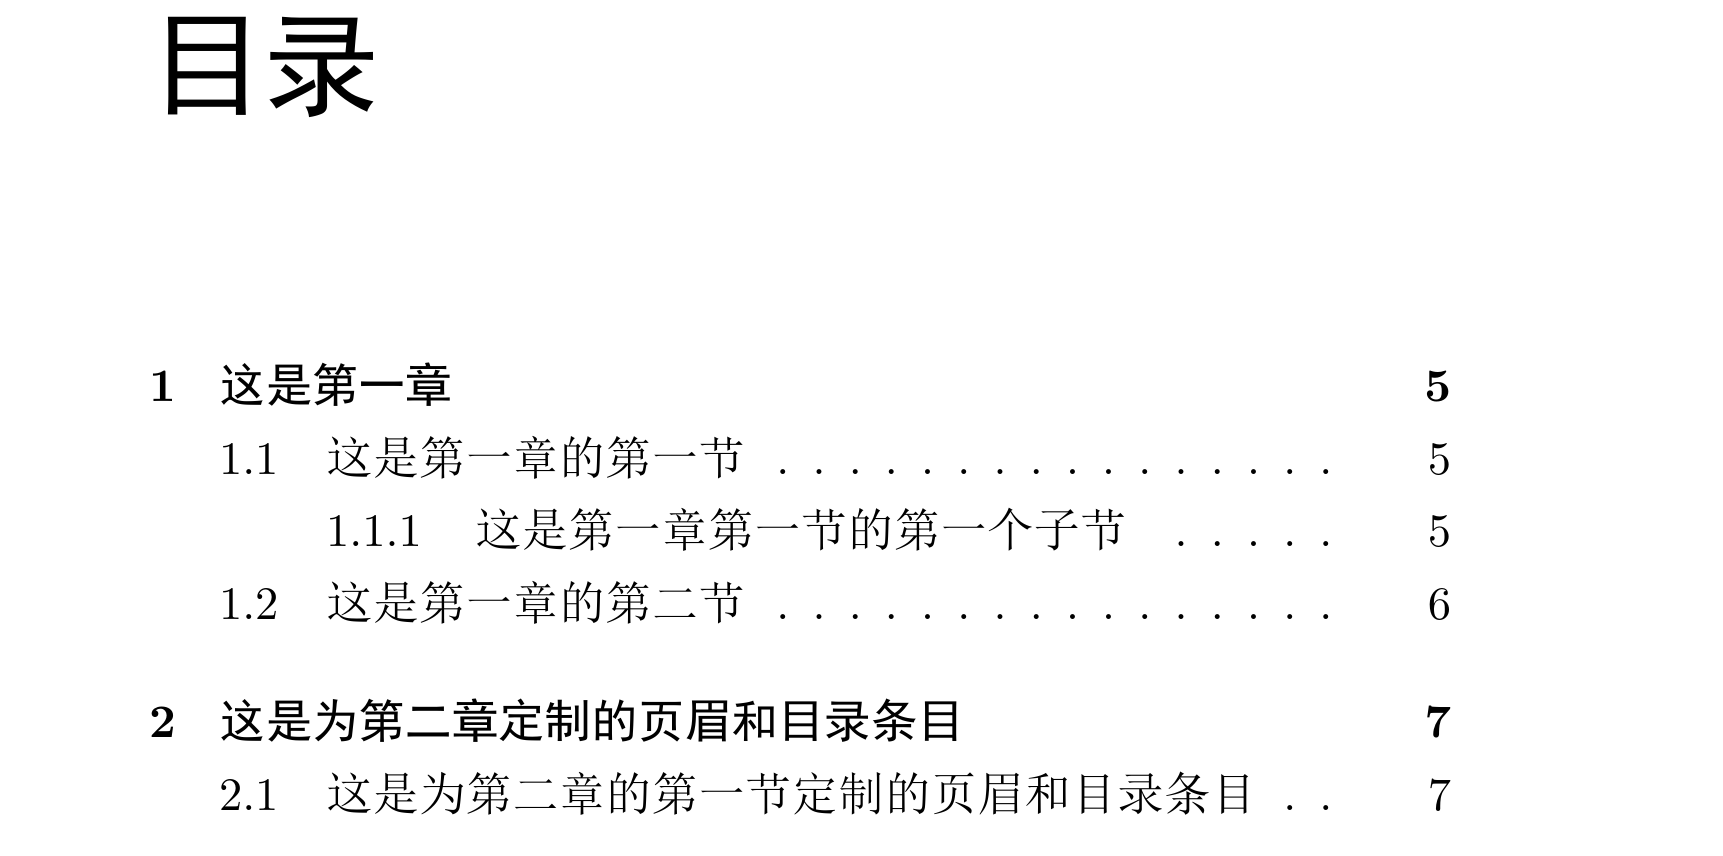 目录
1 这是第一章 5
1.1 这是第一章的第一节 . . . . . . . . . . . . . . . . 5
1.1.1 这是第一章第一节的第一个子节 . . . . . 5
1.2 这是第一章的第二节 . . . . . . . . . . . . . . . . 6
2 这是为第二章定制的页眉和目录条目 7
2.1 这是为第二章的第一节定制的页眉和目录条目 . . 7